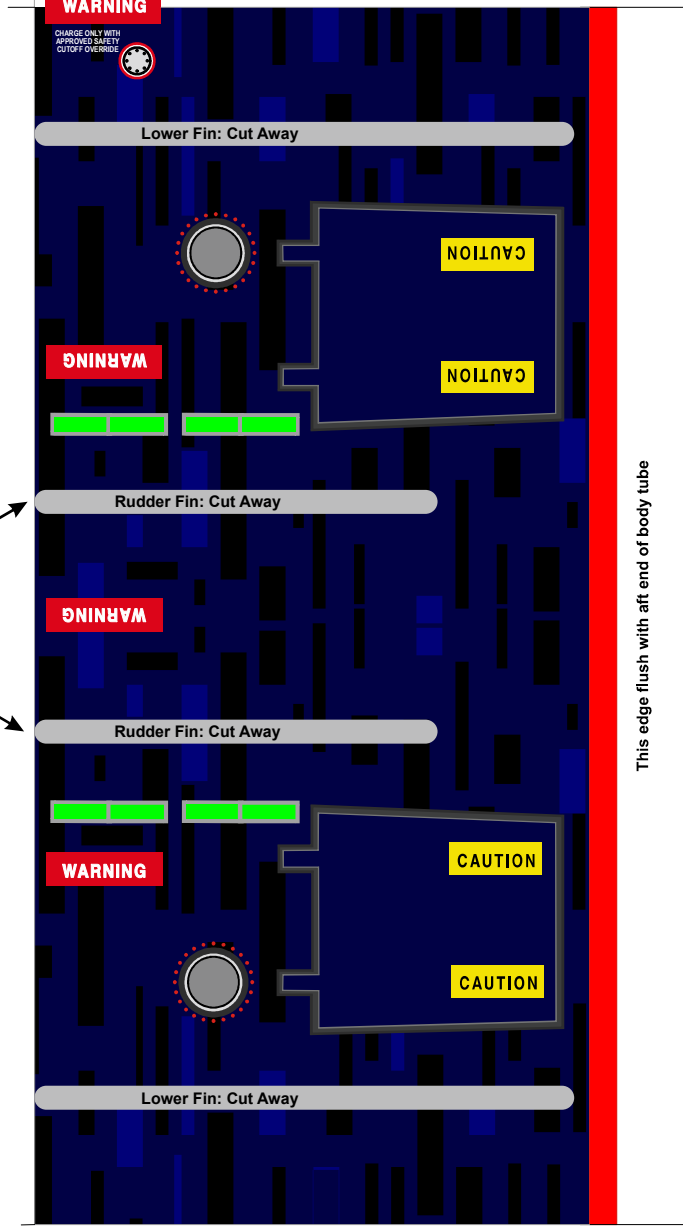 WARNING
CHARGE ONLY WITH
APPROVED SAFETY
CUTOFF OVERRIDE
Lower Fin: Cut Away
CAUTION
WARNING
CAUTION
Rudder Fin: Cut Away
This edge flush with aft end of body tube
WARNING
Rudder Fin: Cut Away
CAUTION
WARNING
CAUTION
Lower Fin: Cut Away